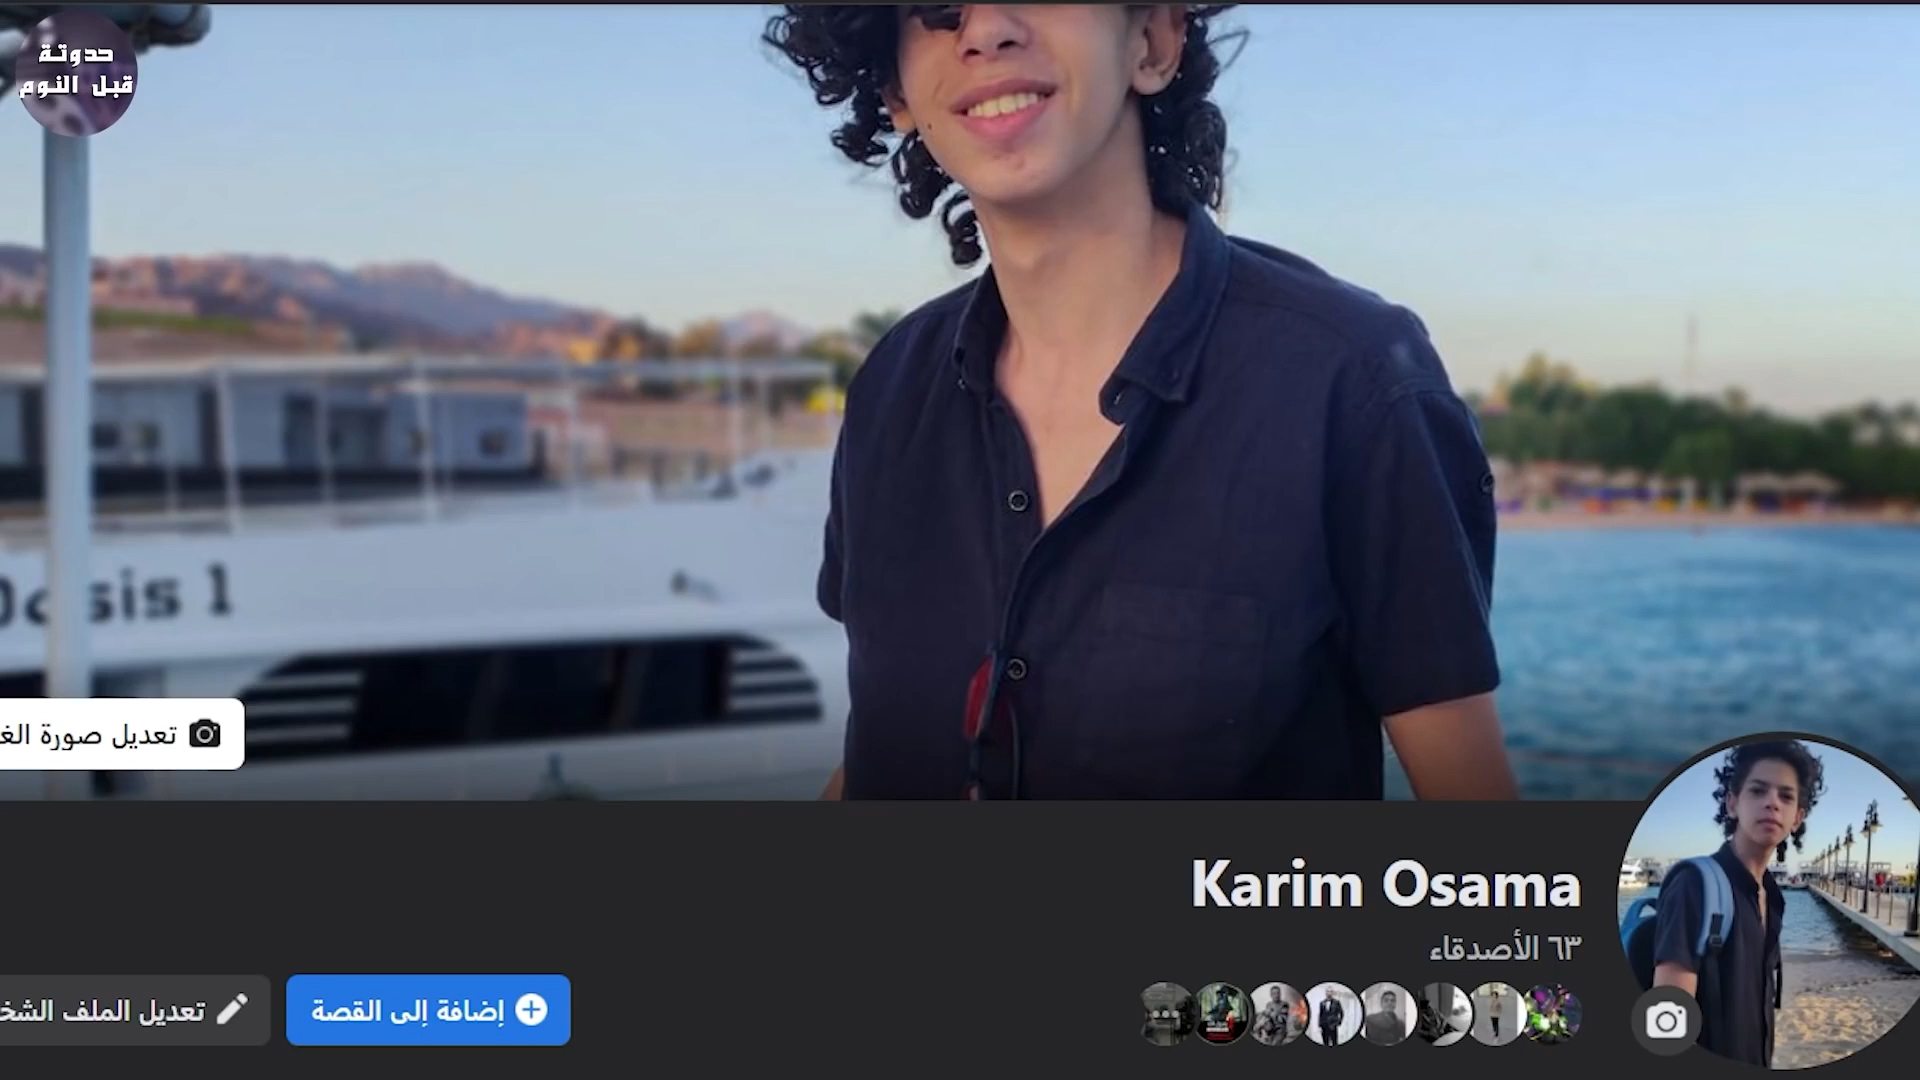 حدوتة
قبل النوم
Oasis 1
تعديل صورة الغ
Karim Osama
٦٣ الأصدقاء
إضافة إلى القصة
تعديل الملف الشخ